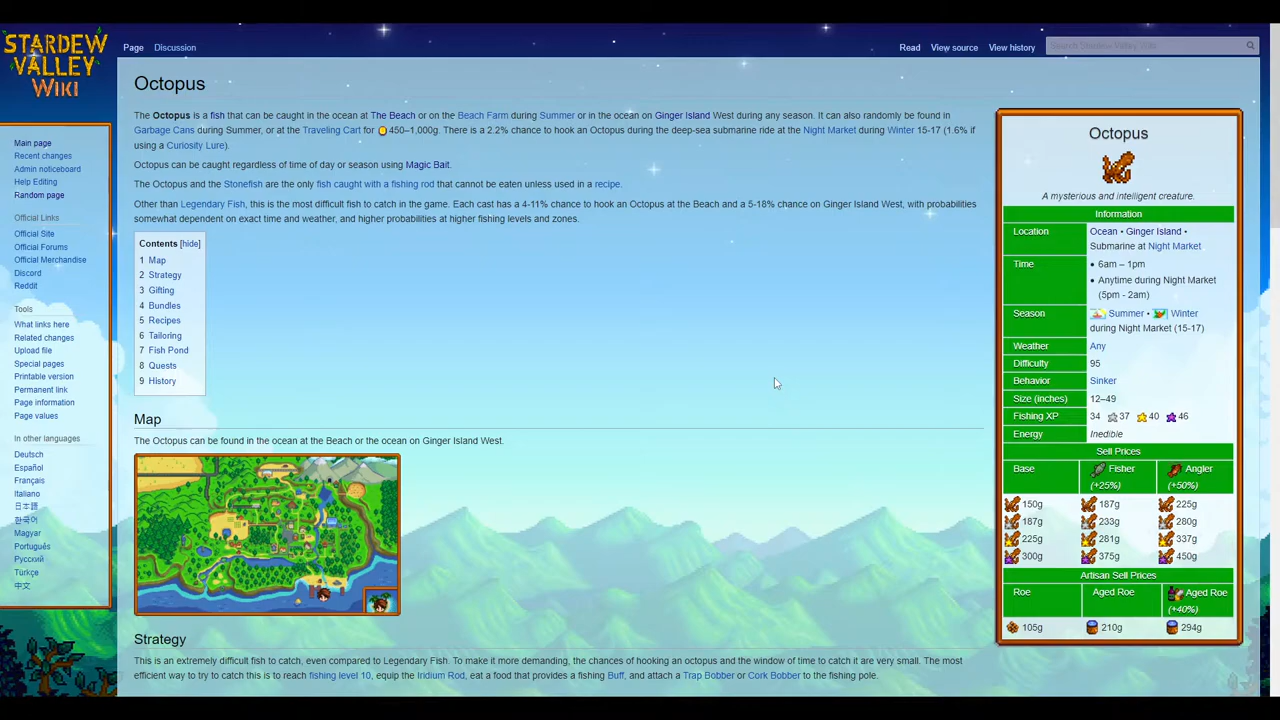 STARDEW
VALLEY
WIKI
Page Discussion
Read View source View history Search Stardew Valley Wiki
Main page
Recent changes
Admin noticeboard
Help Editing
Random page
Official Links
Official Site
Official Forums
Official Merchandise
Discord
Reddit
Tools
What links here
Related changes
Upload file
Special pages
Printable version
Permanent link
Page information
Page values
In other languages
Deutsch
Español
Français
Italiano
日本語
한국어
Magyar
Português
Русский
Türkçe
中文
Octopus
The Octopus is a fish that can be caught in the ocean at The Beach or on the Beach Farm during Summer or in the ocean on Ginger Island West during any season. It can also randomly be found in
Garbage Cans during Summer, or at the Traveling Cart for 450–1,000g. There is a 2.2% chance to hook an Octopus during the deep-sea submarine ride at the Night Market during Winter 15-17 (1.6% if
using a Curiosity Lure).
Octopus can be caught regardless of time of day or season using Magic Bait.
The Octopus and the Stonefish are the only fish caught with a fishing rod that cannot be eaten unless used in a recipe.
Other than Legendary Fish, this is the most difficult fish to catch in the game. Each cast has a 4-11% chance to hook an Octopus at the Beach and a 5-18% chance on Ginger Island West, with probabilities
somewhat dependent on exact time and weather, and higher probabilities at higher fishing levels and zones.
Contents [hide]
1 Map
2 Strategy
3 Gifting
4 Bundles
5 Recipes
6 Tailoring
7 Fish Pond
8 Quests
9 History
Map
The Octopus can be found in the ocean at the Beach or the ocean on Ginger Island West.
Strategy
This is an extremely difficult fish to catch, even compared to Legendary Fish. To make it more demanding, the chances of hooking an octopus and the window of time to catch it are very small. The most
efficient way to try to catch this is to reach fishing level 10, equip the Iridium Rod, eat a food that provides a fishing Buff, and attach a Trap Bobber or Cork Bobber to the fishing pole.
Octopus
A mysterious and intelligent creature.
Information
Location Ocean • Ginger Island •
Submarine at Night Market
Time • 6am – 1pm
• Anytime during Night Market
(5pm - 2am)
Season Summer • Winter
during Night Market (15-17)
Weather Any
Difficulty 95
Behavior Sinker
Size (inches) 12–49
Fishing XP 34 37 40 46
Energy Inedible
Sell Prices
Base Fisher Angler
(+25%) (+50%)
150g 187g 225g
187g 233g 280g
225g 281g 337g
300g 375g 450g
Artisan Sell Prices
Roe Aged Roe Aged Roe
(+40%)
105g 210g 294g